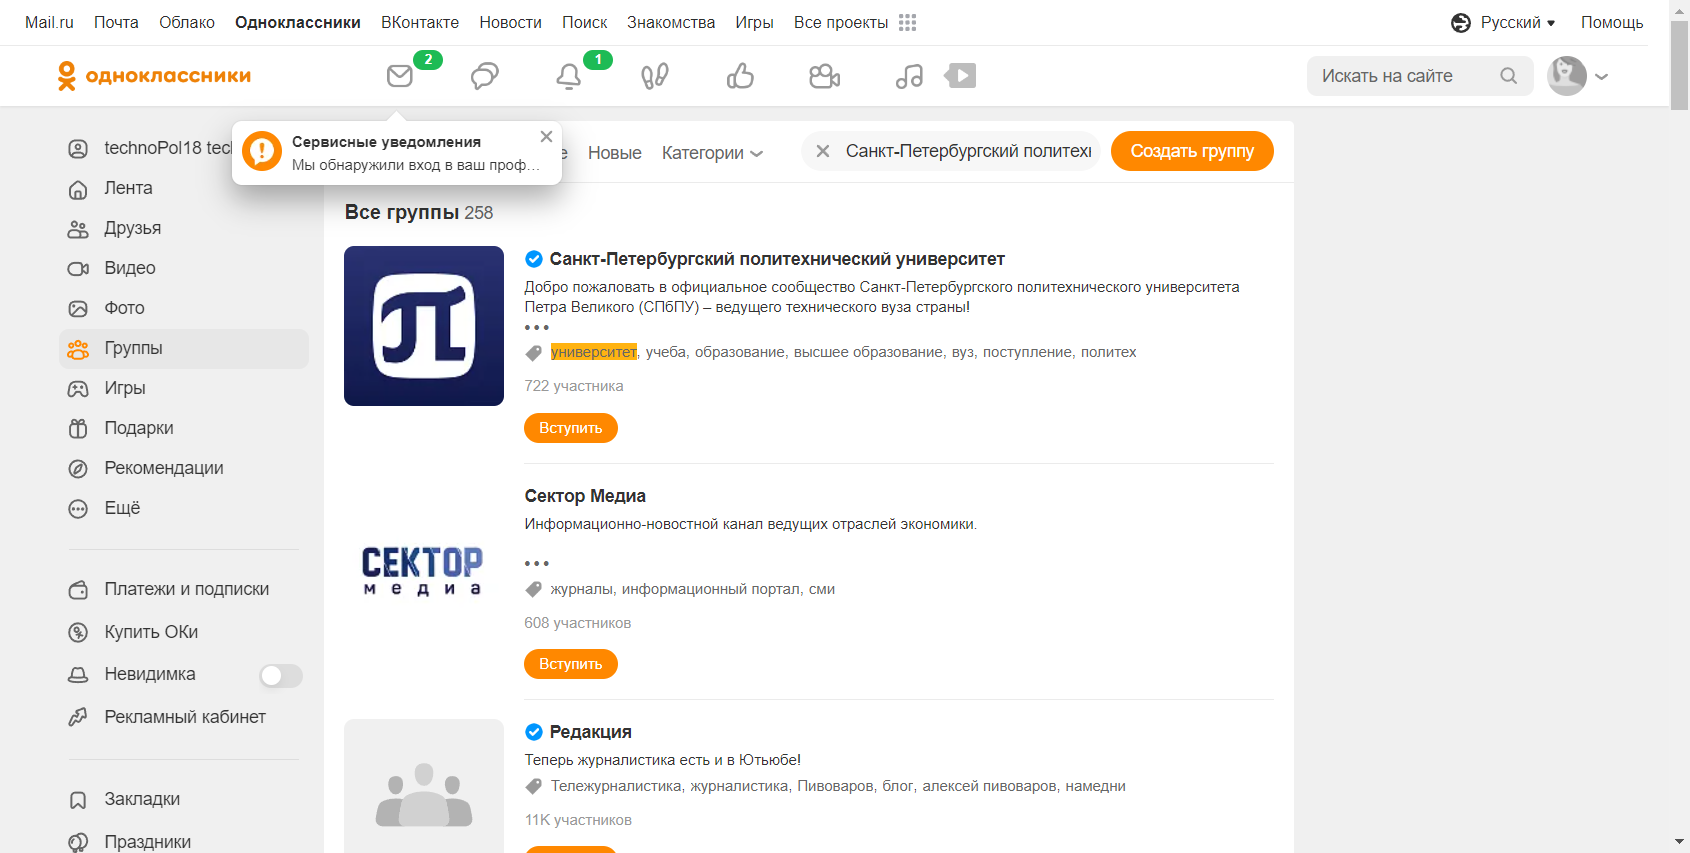 Mail.ru Почта Облако Одноклассники ВКонтакте Новости Поиск Знакомства Игры Все проекты Русский Помощь
одноклассники 2 1 Искать на сайте
Сервисные уведомления
Мы обнаружили вход в ваш проф...
technoPol18
Лента
Друзья
Видео
Фото
Группы
Игры
Подарки
Рекомендации
Ещё
Платежи и подписки
Купить ОКи
Невидимка
Рекламный кабинет
Закладки
Праздники
Новые Категории Санкт-Петербургский Создать группу
Все группы 258
Санкт-Петербургский политехнический университет
Добро пожаловать в официальное сообщество Санкт-Петербургского политехнического университета
Петра Великого (СПбПУ) – ведущего технического вуза страны!
•••
университет, учеба, образование, высшее образование, вуз, поступление, политех
722 участника
Вступить
СЕКТОР
медиа
Сектор Медиа
Информационно-новостной канал ведущих отраслей экономики.
•••
журналы, информационный портал, сми
608 участников
Вступить
Редакция
Теперь журналистика есть и в Ютьюбе!
Тележурналистика, журналистика, Пивоваров, блог, алексей пивоваров, намедни
11K участников